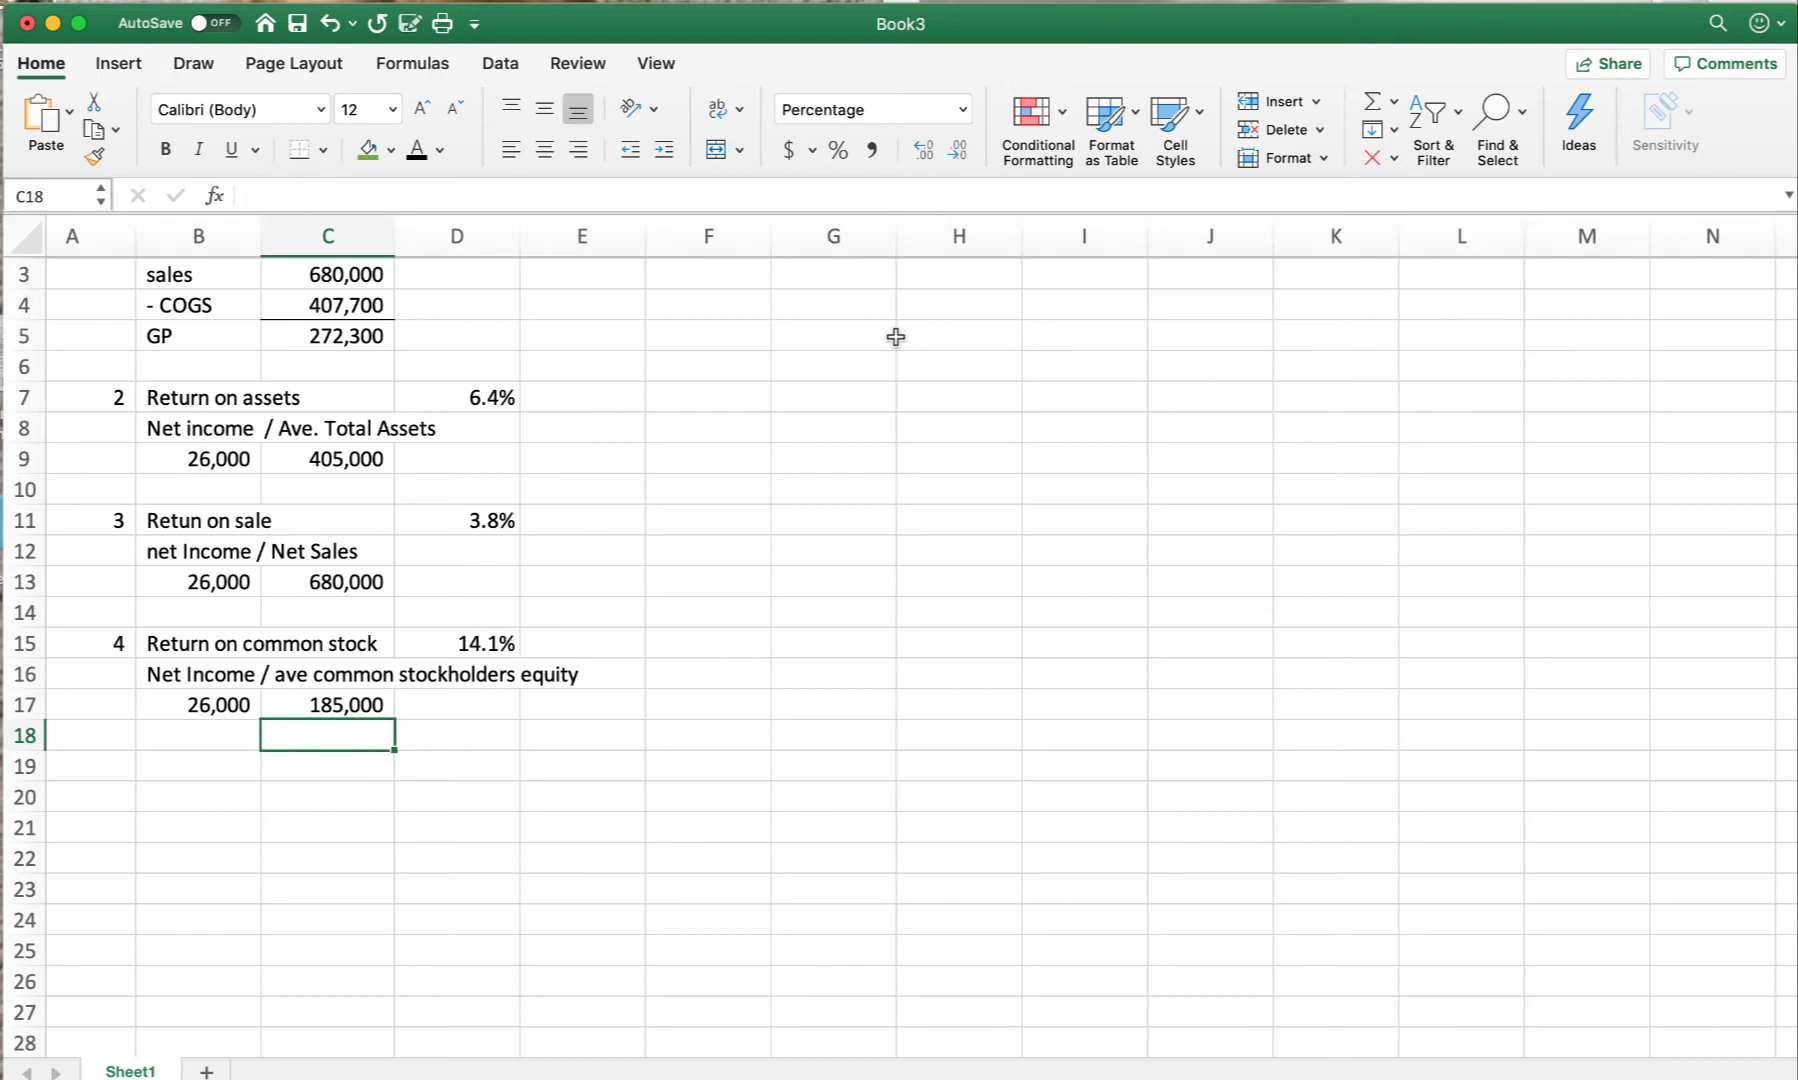 AutoSave OFF
Book3
Home Insert Draw Page Layout Formulas Data Review View
Share Comments
Paste
Calibri (Body) 12 A A
B I U A
ab
Percentage
$ % , .00 .00
Conditional Formatting
Format as Table
Cell Styles
Insert
Delete
Format
Sort & Filter
Find & Select
Ideas
Sensitivity
C18 fx
A B C D E F G H I J K L M N
3 sales 680,000
4 - COGS 407,700
5 GP 272,300
6
7 2 Return on assets 6.4%
8 Net income / Ave. Total Assets
9 26,000 405,000
10
11 3 Retun on sale 3.8%
12 net Income / Net Sales
13 26,000 680,000
14
15 4 Return on common stock 14.1%
16 Net Income / ave common stockholders equity
17 26,000 185,000
18
19
20
21
22
23
24
25
26
27
28
Sheet1 +